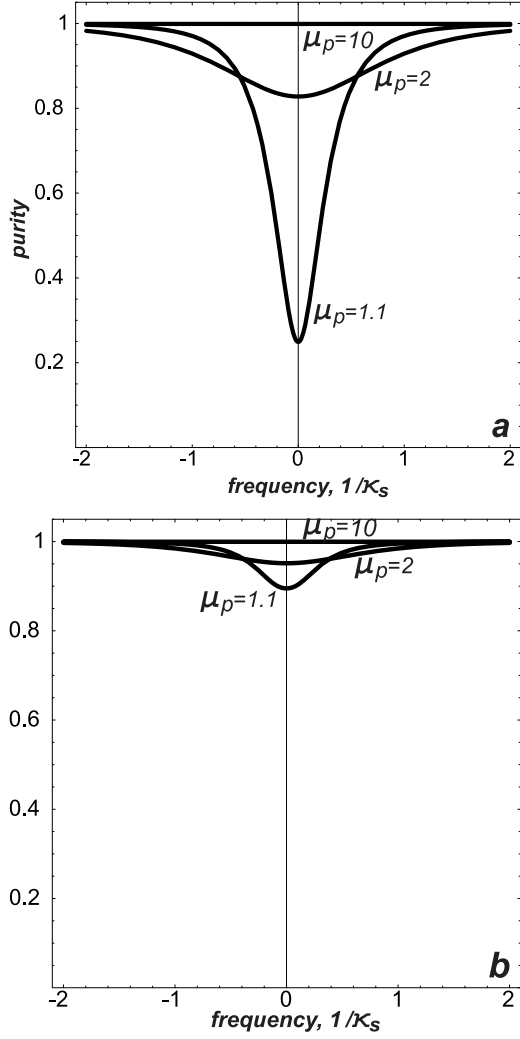 1
μp=10
μp=2
0.8
0.6
purity
0.4
μp=1.1
0.2
a
-2 -1 0 1 2
frequency, 1/κs
μp=10
1
μp=2
μp=1.1
0.8
0.6
0.4
0.2
b
-2 -1 0 1 2
frequency, 1/κs